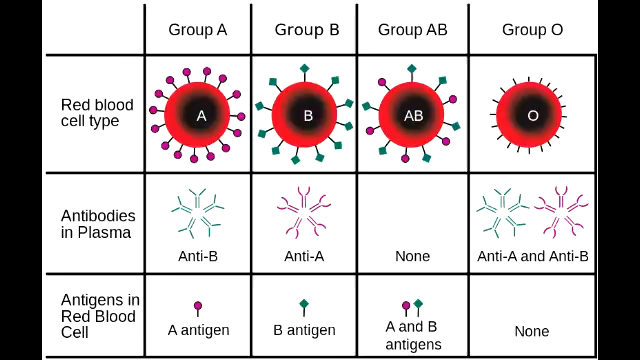 Group A
Group B
Group AB
Group O
Red blood
cell type
A
B
AB
O
Antibodies
in Plasma
Anti-B
Anti-A
None
Anti-A and Anti-B
Antigens in
Red Blood
Cell
A antigen
B antigen
A and B
antigens
None